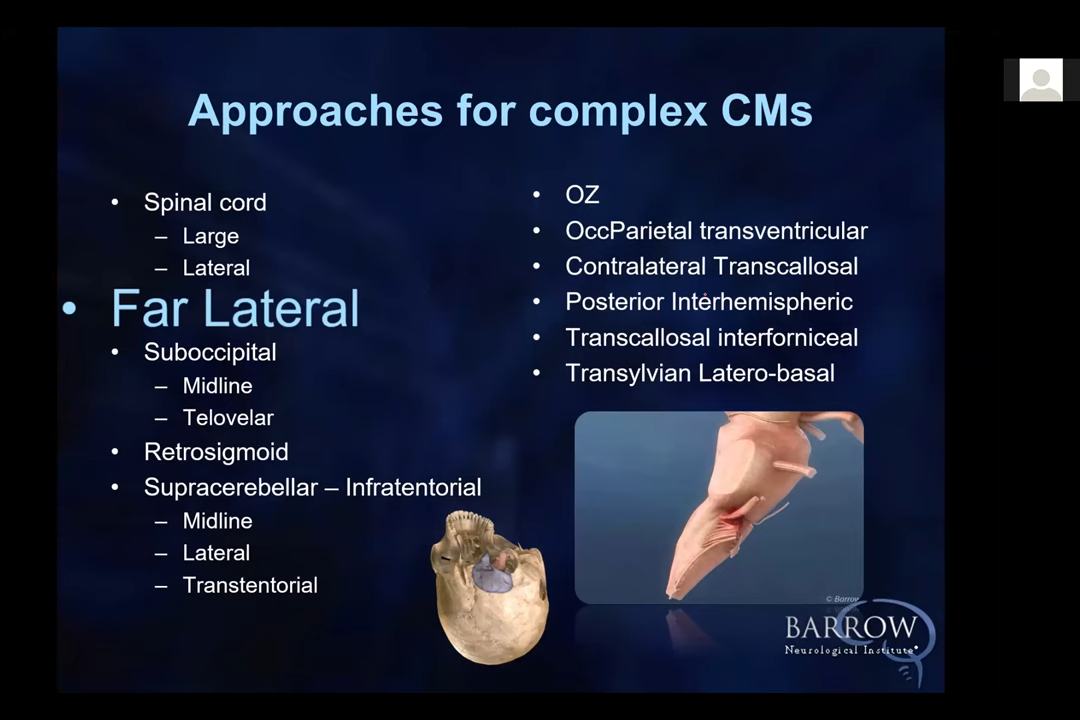 Approaches for complex CMs
• Spinal cord
– Large
– Lateral
• Far Lateral
• Suboccipital
– Midline
– Telovelar
• Retrosigmoid
• Supracerebellar – Infratentorial
– Midline
– Lateral
– Transtentorial
• OZ
• OccParietal transventricular
• Contralateral Transcallosal
• Posterior Interhemispheric
• Transcallosal interforniceal
• Transylvian Latero-basal
© Barrow
BARROW
Neurological Institute®